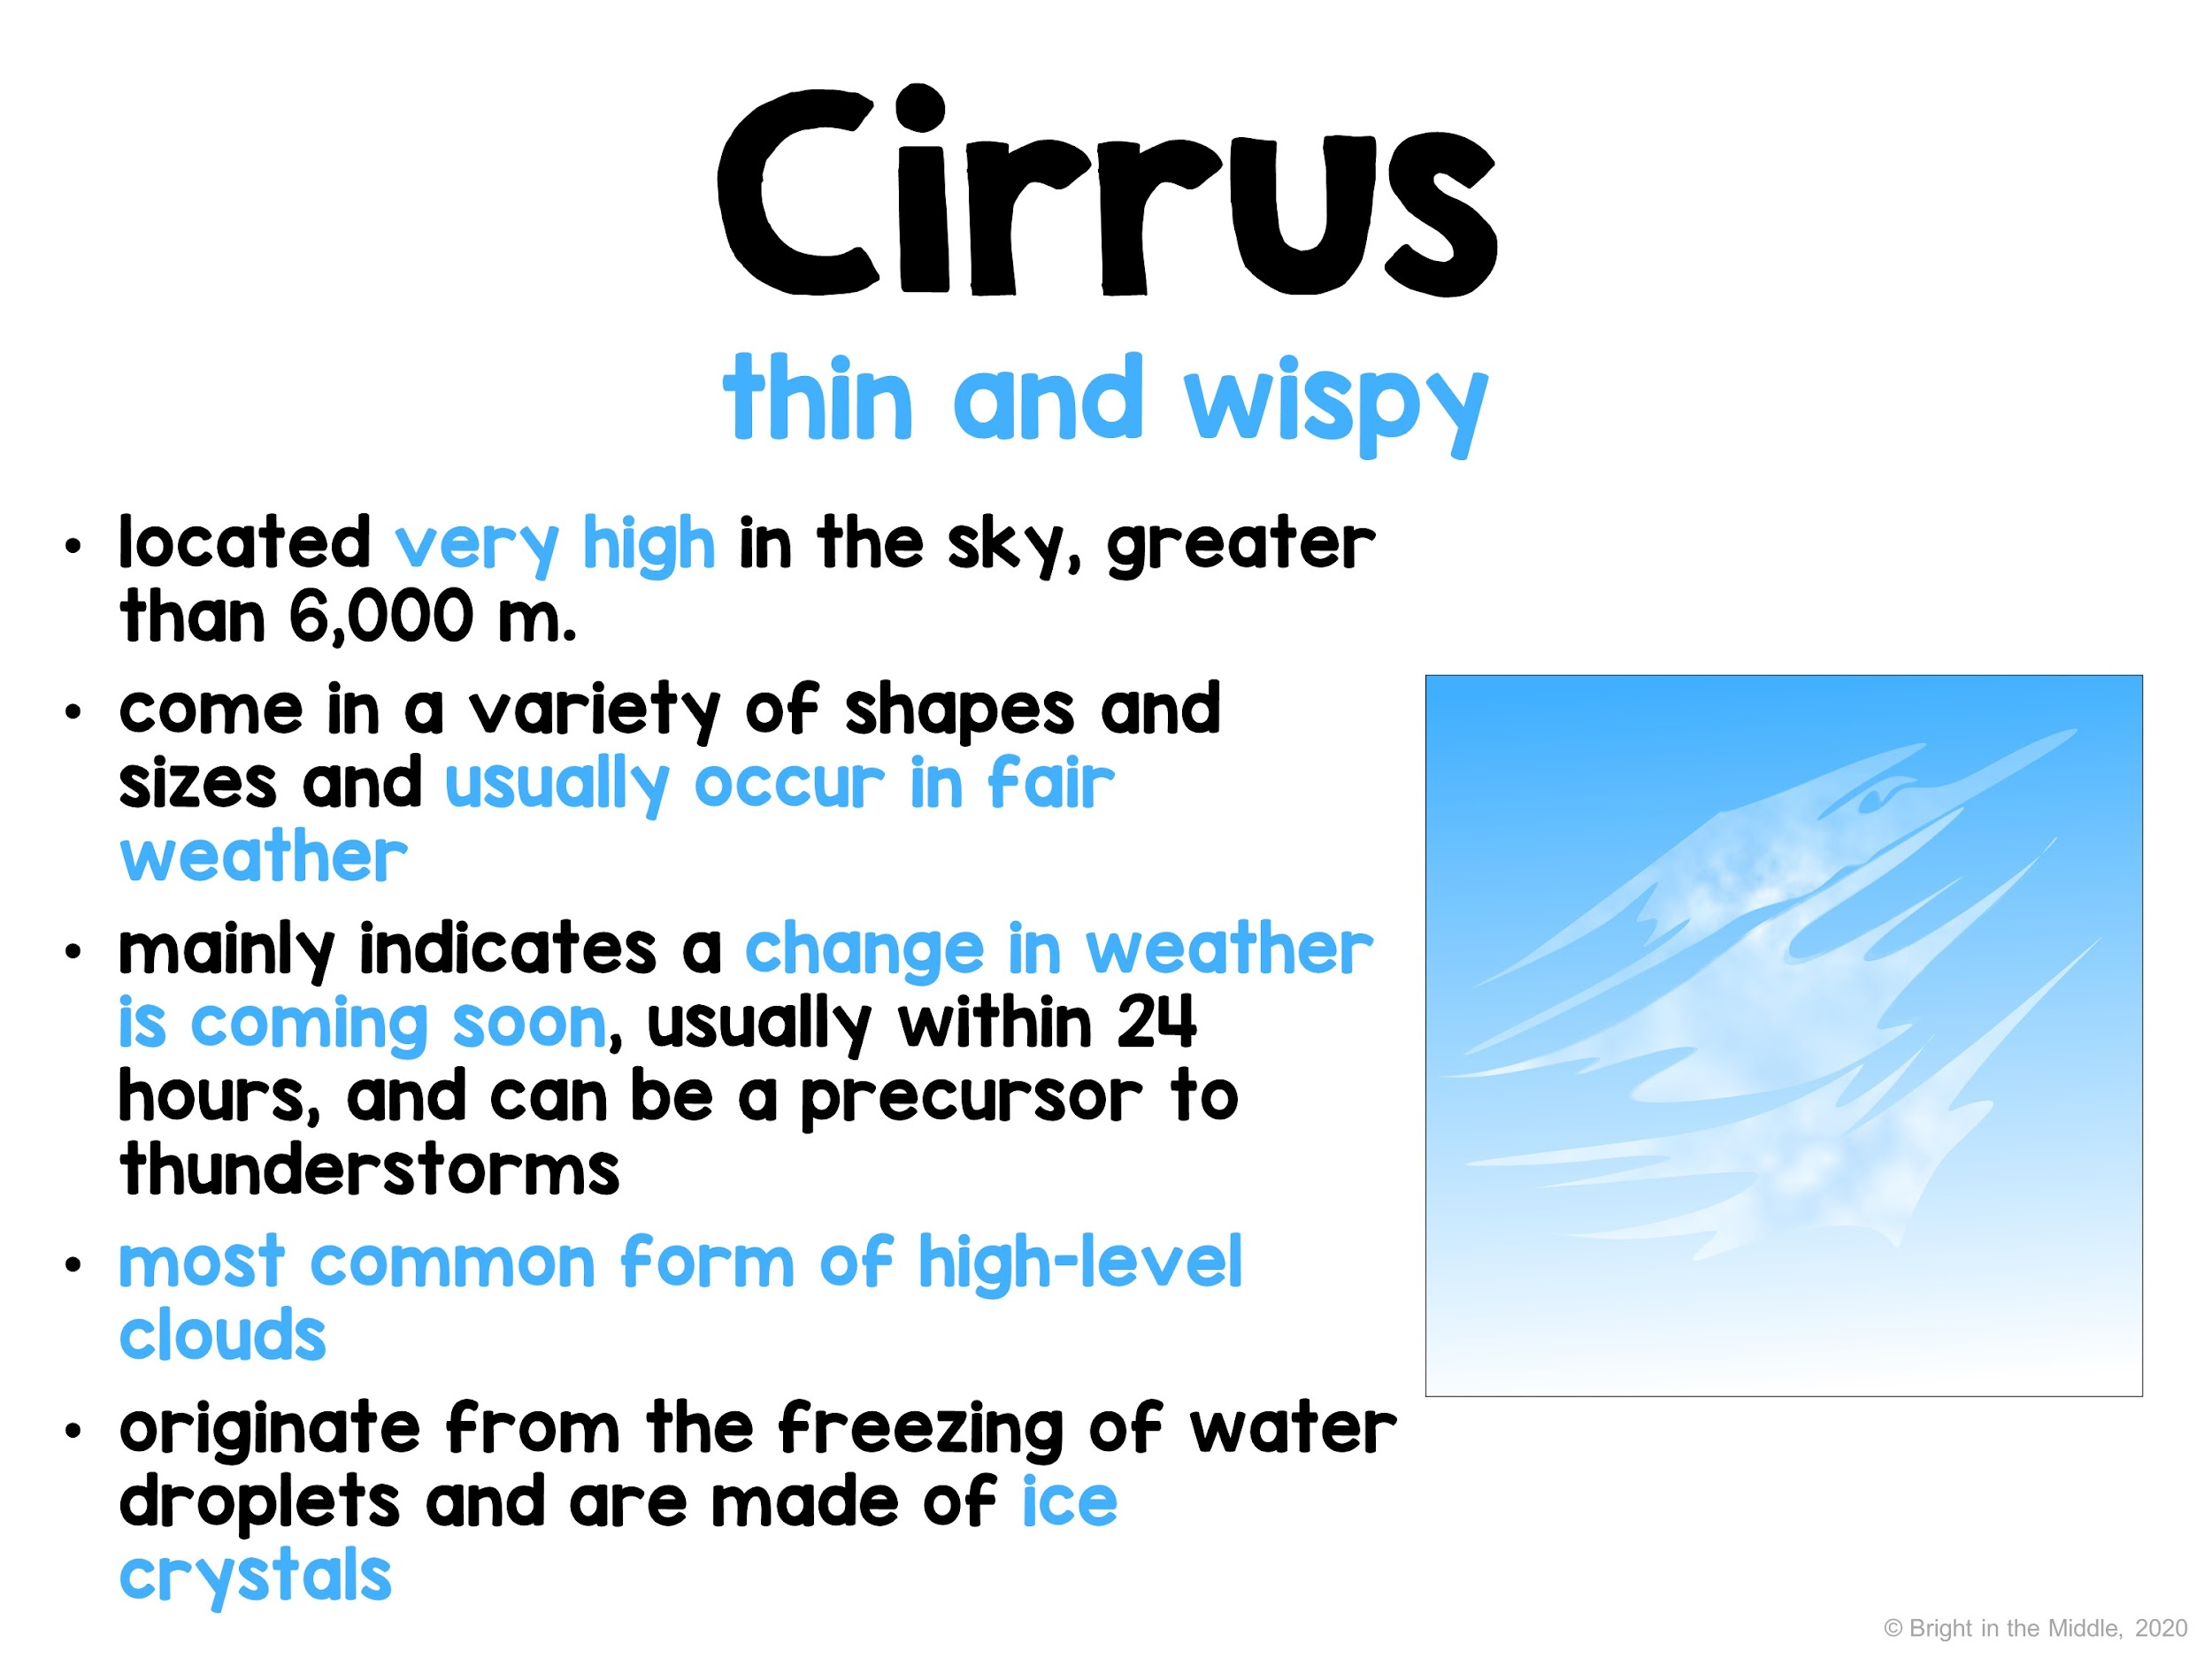 Cirrus
thin and wispy
• located very high in the sky, greater
than 6,000 m.
• come in a variety of shapes and
sizes and usually occur in fair
weather
• mainly indicates a change in weather
is coming soon, usually within 24
hours, and can be a precursor to
thunderstorms
• most common form of high-level
clouds
• originate from the freezing of water
droplets and are made of ice
crystals
© Bright in the Middle, 2020